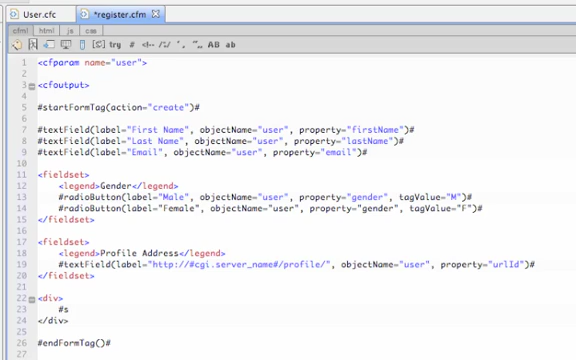 User.cfc
*register.cfm
cfml html js css
try # <!-- /*/ " , ", AB ab
1 <cfparam name="user">
2
3 <cfoutput>
4
5 #startFormTag(action="create")#
6
7 #textField(label="First Name", objectName="user", property="firstName")#
8 #textField(label="Last Name", objectName="user", property="lastName")#
9 #textField(label="Email", objectName="user", property="email")#
10
11 <fieldset>
12 <legend>Gender</legend>
13 #radioButton(label="Male", objectName="user", property="gender", tagValue="M")#
14 #radioButton(label="Female", objectName="user", property="gender", tagValue="F")#
15 </fieldset>
16
17 <fieldset>
18 <legend>Profile Address</legend>
19 #textField(label="http://#cgi.server_name#/profile/", objectName="user", property="urlId")#
20 </fieldset>
21
22 <div>
23 #s
24 </div>
25
26 #endFormTag()#
27